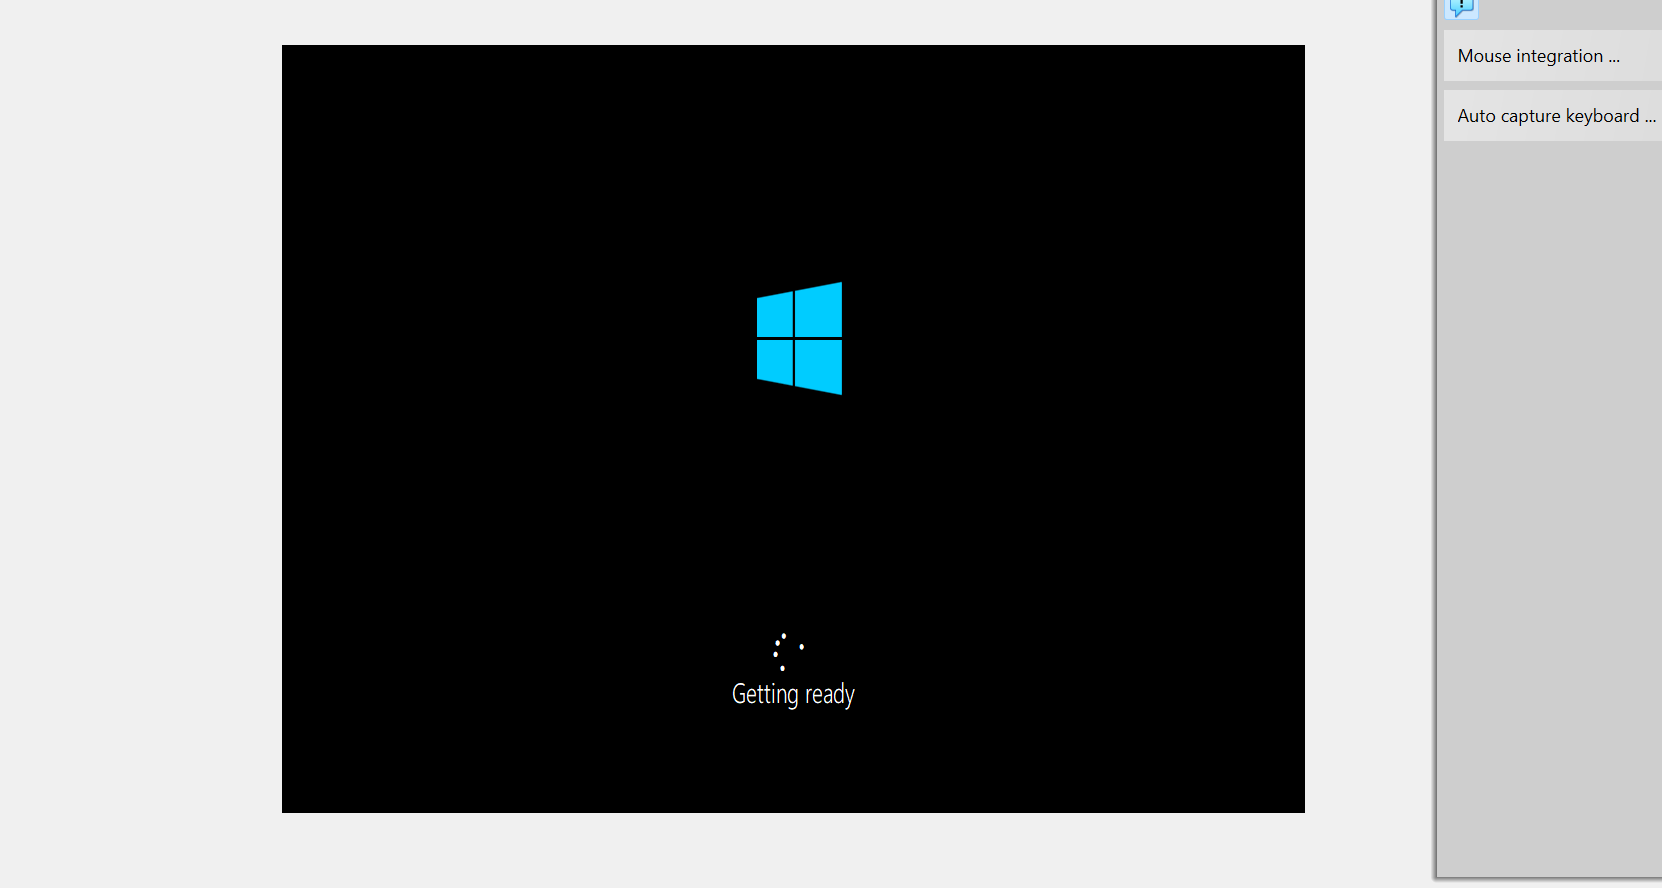 Mouse integration ...
Auto capture keyboard ...
Getting ready